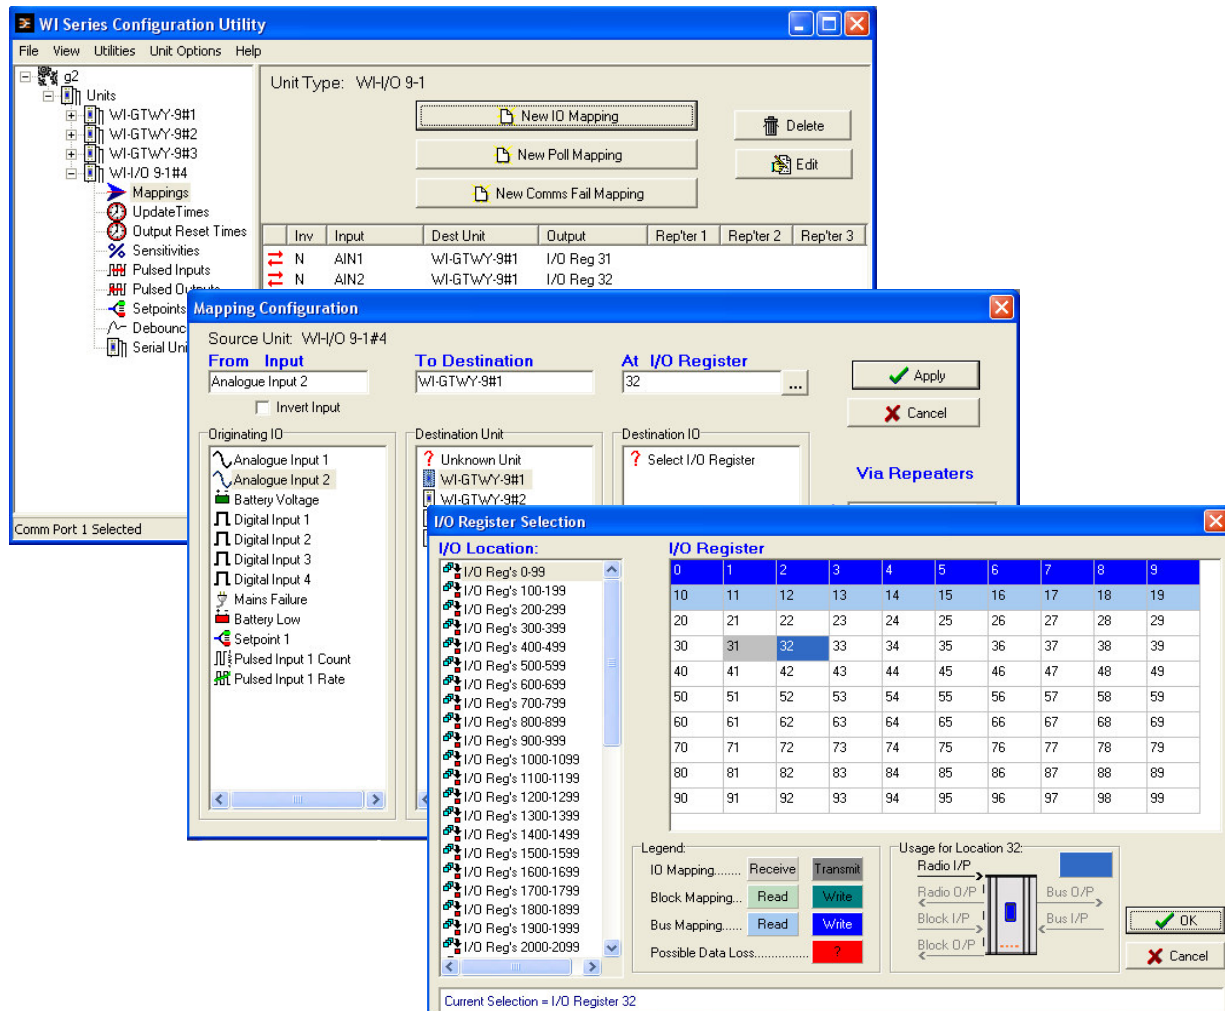 WI Series Configuration Utility
File View Utilities Unit Options Help
g2
Units
WI-GTWY-9#1
WI-GTWY-9#2
WI-GTWY-9#3
WI-I/O 9-1#4
Mappings
UpdateTimes
Output Reset Times
Sensitivities
Pulsed Inputs
Pulsed Outputs
Setpoints
Debounc
Serial Uni
Comm Port 1 Selected
Unit Type: WI-I/O 9-1
New IO Mapping
New Poll Mapping
New Comms Fail Mapping
Delete
Edit
Inv Input Dest Unit Output Rep'ter 1 Rep'ter 2 Rep'ter 3
N AIN1 WI-GTWY-9#1 I/O Reg 31
N AIN2 WI-GTWY-9#1 I/O Reg 32
Mapping Configuration
Source Unit: WI-I/O 9-1#4
From Input To Destination At I/O Register
Analogue Input 2 WI-GTWY-9#1 32 ...
Invert Input
Apply
Cancel
Via Repeaters
Originating IO
Analogue Input 1
Analogue Input 2
Battery Voltage
Digital Input 1
Digital Input 2
Digital Input 3
Digital Input 4
Mains Failure
Battery Low
Setpoint 1
Pulsed Input 1 Count
Pulsed Input 1 Rate
Destination Unit
? Unknown Unit
WI-GTWY-9#1
WI-GTWY-9#2
Destination IO
? Select I/O Register
I/O Register Selection
I/O Location:
I/O Reg's 0-99
I/O Reg's 100-199
I/O Reg's 200-299
I/O Reg's 300-399
I/O Reg's 400-499
I/O Reg's 500-599
I/O Reg's 600-699
I/O Reg's 700-799
I/O Reg's 800-899
I/O Reg's 900-999
I/O Reg's 1000-1099
I/O Reg's 1100-1199
I/O Reg's 1200-1299
I/O Reg's 1300-1399
I/O Reg's 1400-1499
I/O Reg's 1500-1599
I/O Reg's 1600-1699
I/O Reg's 1700-1799
I/O Reg's 1800-1899
I/O Reg's 1900-1999
I/O Reg's 2000-2099
I/O Register
0 1 2 3 4 5 6 7 8 9
10 11 12 13 14 15 16 17 18 19
20 21 22 23 24 25 26 27 28 29
30 31 32 33 34 35 36 37 38 39
40 41 42 43 44 45 46 47 48 49
50 51 52 53 54 55 56 57 58 59
60 61 62 63 64 65 66 67 68 69
70 71 72 73 74 75 76 77 78 79
80 81 82 83 84 85 86 87 88 89
90 91 92 93 94 95 96 97 98 99
Legend:
IO Mapping........ Receive Transmit
Block Mapping... Read Write
Bus Mapping...... Read Write
Possible Data Loss................ ?
Usage for Location 32:
Radio I/P
Radio O/P Bus O/P
Block I/P Bus I/P
Block O/P
OK
Cancel
Current Selection = I/O Register 32